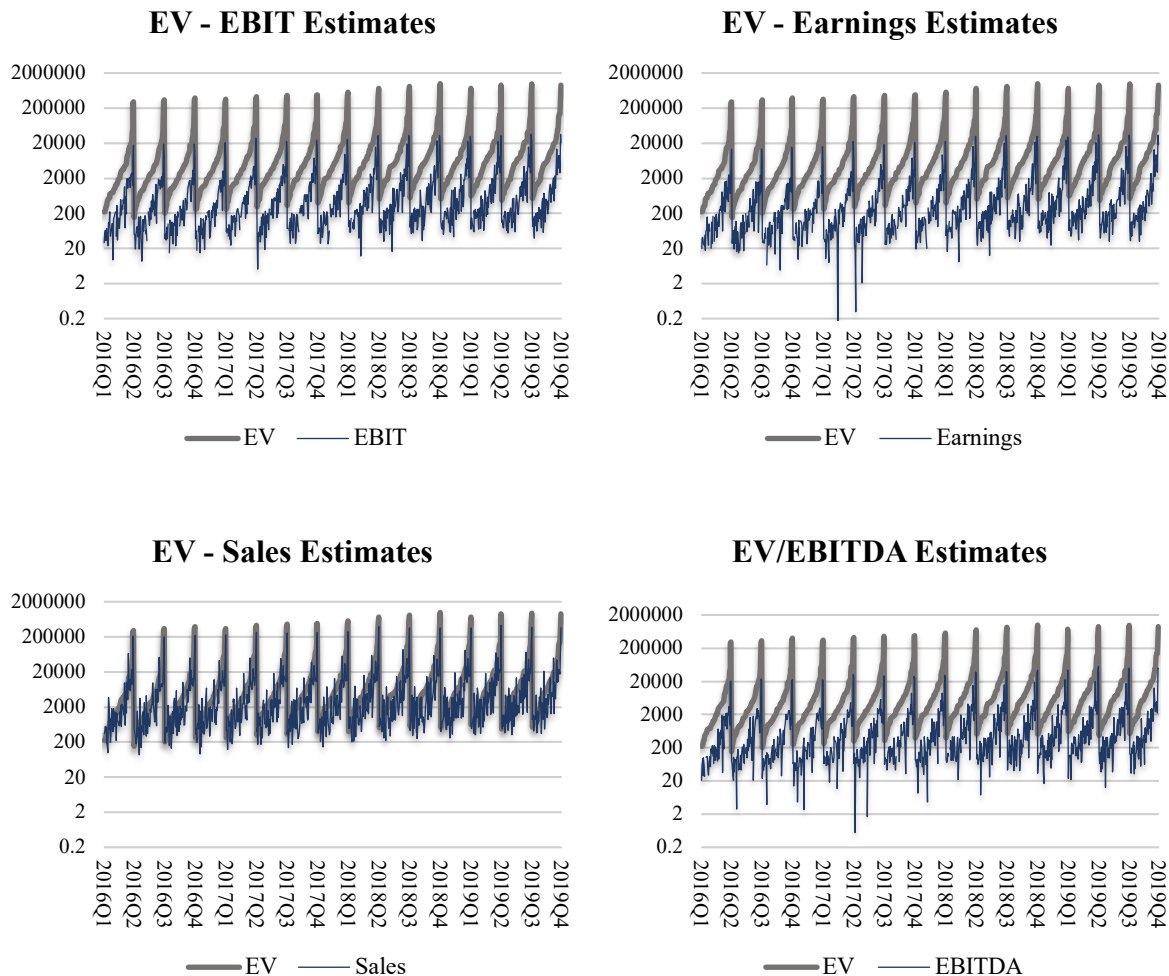 EV - EBIT Estimates
2000000
200000
20000
2000
200
20
2
0.2
2016Q1
2016Q2
2016Q3
2016Q4
2017Q1
2017Q2
2017Q3
2017Q4
2018Q1
2018Q2
2018Q3
2018Q4
2019Q1
2019Q2
2019Q3
2019Q4
EV
EBIT
EV - Earnings Estimates
2000000
200000
20000
2000
200
20
2
0.2
2016Q1
2016Q2
2016Q3
2016Q4
2017Q1
2017Q2
2017Q3
2017Q4
2018Q1
2018Q2
2018Q3
2018Q4
2019Q1
2019Q2
2019Q3
2019Q4
EV
Earnings
EV - Sales Estimates
2000000
200000
20000
2000
200
20
2
0.2
2016Q1
2016Q2
2016Q3
2016Q4
2017Q1
2017Q2
2017Q3
2017Q4
2018Q1
2018Q2
2018Q3
2018Q4
2019Q1
2019Q2
2019Q3
2019Q4
EV
Sales
EV/EBITDA Estimates
2000000
200000
20000
2000
200
20
2
0.2
2016Q1
2016Q2
2016Q3
2016Q4
2017Q1
2017Q2
2017Q3
2017Q4
2018Q1
2018Q2
2018Q3
2018Q4
2019Q1
2019Q2
2019Q3
2019Q4
EV
EBITDA